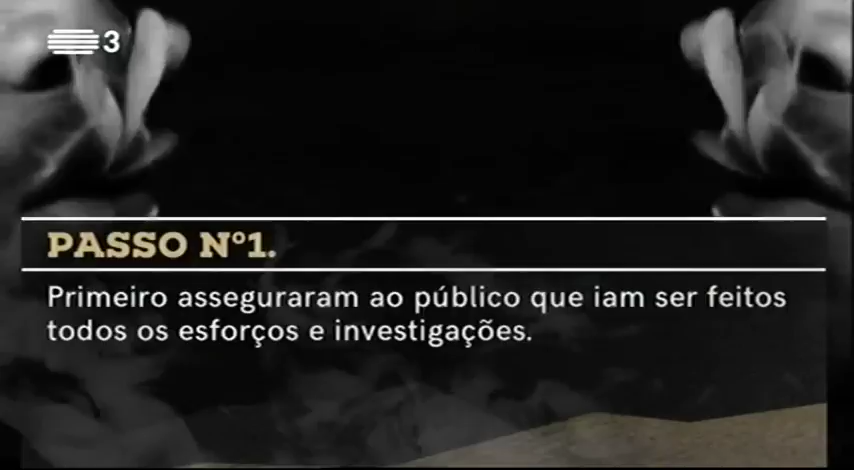 3
PASSO Nº1.
Primeiro asseguraram ao público que iam ser feitos
todos os esforços e investigações.